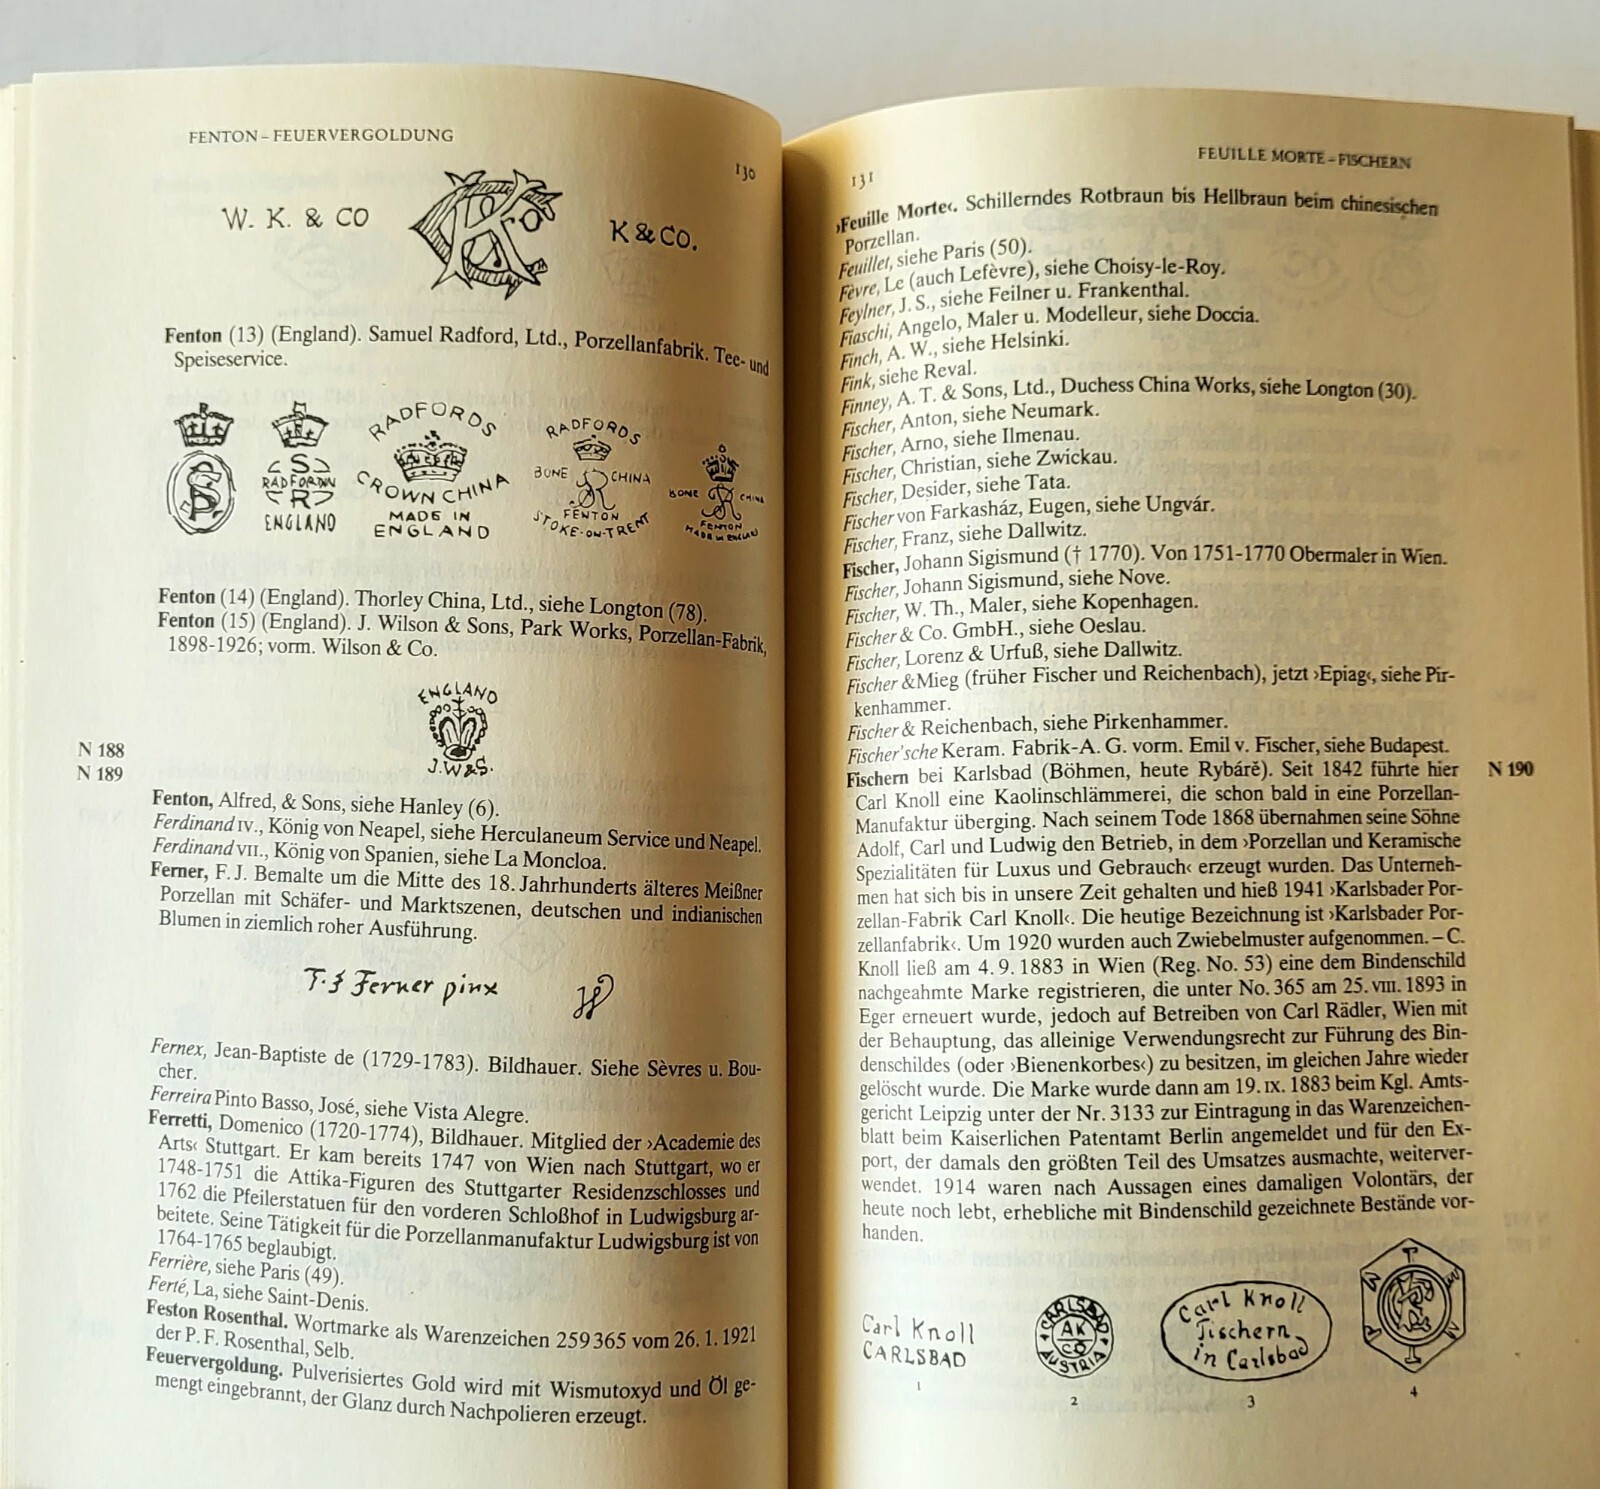 FENTON – FEUERVERGOLDUNG
130
W. K. & CO
K & CO.
Fenton (13) (England). Samuel Radford, Ltd., Porzellanfabrik. Tee- und
Speiseservice.
RADFORDS
CROWN CHINA
MADE IN
ENGLAND
S
R
ENGLAND
RADFORDS
BONE CHINA
FENTON
STOKE-ON-TRENT
BONE CHINA
FENTON
MADE IN ENGLAND
Fenton (14) (England). Thorley China, Ltd., siehe Longton (78).
Fenton (15) (England). J. Wilson & Sons, Park Works, Porzellan-Fabrik,
1898-1926; vorm. Wilson & Co.
ENGLAND
J. W & S.
N 188
N 189
Fenton, Alfred, & Sons, siehe Hanley (6).
Ferdinand IV., König von Neapel, siehe Herculaneum Service und Neapel.
Ferdinand VII., König von Spanien, siehe La Moncloa.
Ferner, F. J. Bemalte um die Mitte des 18. Jahrhunderts älteres Meißner
Porzellan mit Schäfer- und Marktszenen, deutschen und indianischen
Blumen in ziemlich roher Ausführung.
Ferner pinx
Fernex, Jean-Baptiste de (1729-1783). Bildhauer. Siehe Sèvres u. Bou-
cher.
Ferreira Pinto Basso, José, siehe Vista Alegre.
Ferretti, Domenico (1720-1774), Bildhauer. Mitglied der ›Academie des
Arts‹ Stuttgart. Er kam bereits 1747 von Wien nach Stuttgart, wo er
1748-1751 die Attika-Figuren des Stuttgarter Residenzschlosses und
1762 die Pfeilerstatuen für den vorderen Schloßhof in Ludwigsburg ar-
beitete. Seine Tätigkeit für die Porzellanmanufaktur Ludwigsburg ist von
1764-1765 beglaubigt.
Ferrière, siehe Paris (49).
Ferté, La, siehe Saint-Denis.
Feston Rosenthal. Wortmarke als Warenzeichen 259 365 vom 26. 1. 1921
der P. F. Rosenthal, Selb.
Feuervergoldung. Pulverisiertes Gold wird mit Wismutoxyd und Öl ge-
mengt eingebrannt, der Glanz durch Nachpolieren erzeugt.
131
FEUILLE MORTE – FISCHERN
›Feuille Morte‹. Schillerndes Rotbraun bis Hellbraun beim chinesischen
Porzellan.
Feuillet, siehe Paris (50).
Fèvre, Le (auch Lefèvre), siehe Choisy-le-Roy.
Feylner, J. S., siehe Feilner u. Frankenthal.
Fiaschi, Angelo, Maler u. Modelleur, siehe Doccia.
Finch, A. W., siehe Helsinki.
Fink, siehe Reval.
Finney, A. T. & Sons, Ltd., Duchess China Works, siehe Longton (30).
Fischer, Anton, siehe Neumark.
Fischer, Arno, siehe Ilmenau.
Fischer, Christian, siehe Zwickau.
Fischer, Desider, siehe Tata.
Fischer von Farkasház, Eugen, siehe Ungvár.
Fischer, Franz, siehe Dallwitz.
Fischer, Johann Sigismund († 1770). Von 1751-1770 Obermaler in Wien.
Fischer, Johann Sigismund, siehe Nove.
Fischer, W. Th., Maler, siehe Kopenhagen.
Fischer & Co. GmbH., siehe Oeslau.
Fischer, Lorenz & Urfuß, siehe Dallwitz.
Fischer & Mieg (früher Fischer und Reichenbach), jetzt ›Epiag‹, siehe Pir-
kenhammer.
Fischer & Reichenbach, siehe Pirkenhammer.
Fischer'sche Keram. Fabrik-A. G. vorm. Emil v. Fischer, siehe Budapest.
Fischern bei Karlsbad (Böhmen, heute Rybárě). Seit 1842 führte hier
N 190
Carl Knoll eine Kaolinschlämmerei, die schon bald in eine Porzellan-
Manufaktur überging. Nach seinem Tode 1868 übernahmen seine Söhne
Adolf, Carl und Ludwig den Betrieb, in dem ›Porzellan und Keramische
Spezialitäten für Luxus und Gebrauch‹ erzeugt wurden. Das Unterneh-
men hat sich bis in unsere Zeit gehalten und hieß 1941 ›Karlsbader Por-
zellan-Fabrik Carl Knoll‹. Die heutige Bezeichnung ist ›Karlsbader Por-
zellanfabrik‹. Um 1920 wurden auch Zwiebelmuster aufgenommen. – C.
Knoll ließ am 4. 9. 1883 in Wien (Reg. No. 53) eine dem Bindenschild
nachgeahmte Marke registrieren, die unter No. 365 am 25. VIII. 1893 in
Eger erneuert wurde, jedoch auf Betreiben von Carl Rädler, Wien mit
der Behauptung, das alleinige Verwendungsrecht zur Führung des Bin-
denschildes (oder ›Bienenkorbes‹) zu besitzen, im gleichen Jahre wieder
gelöscht wurde. Die Marke wurde dann am 19. IX. 1883 beim Kgl. Amts-
gericht Leipzig unter der Nr. 3133 zur Eintragung in das Warenzeichen-
blatt beim Kaiserlichen Patentamt Berlin angemeldet und für den Ex-
port, der damals den größten Teil des Umsatzes ausmachte, weiterver-
wendet. 1914 waren nach Aussagen eines damaligen Volontärs, der
heute noch lebt, erhebliche mit Bindenschild gezeichnete Bestände vor-
handen.
Carl Knoll
CARLSBAD
1
CARLSBAD
AK
CO
AUSTRIA
2
Carl Knoll
Fischern
in Carlsbad
3
4